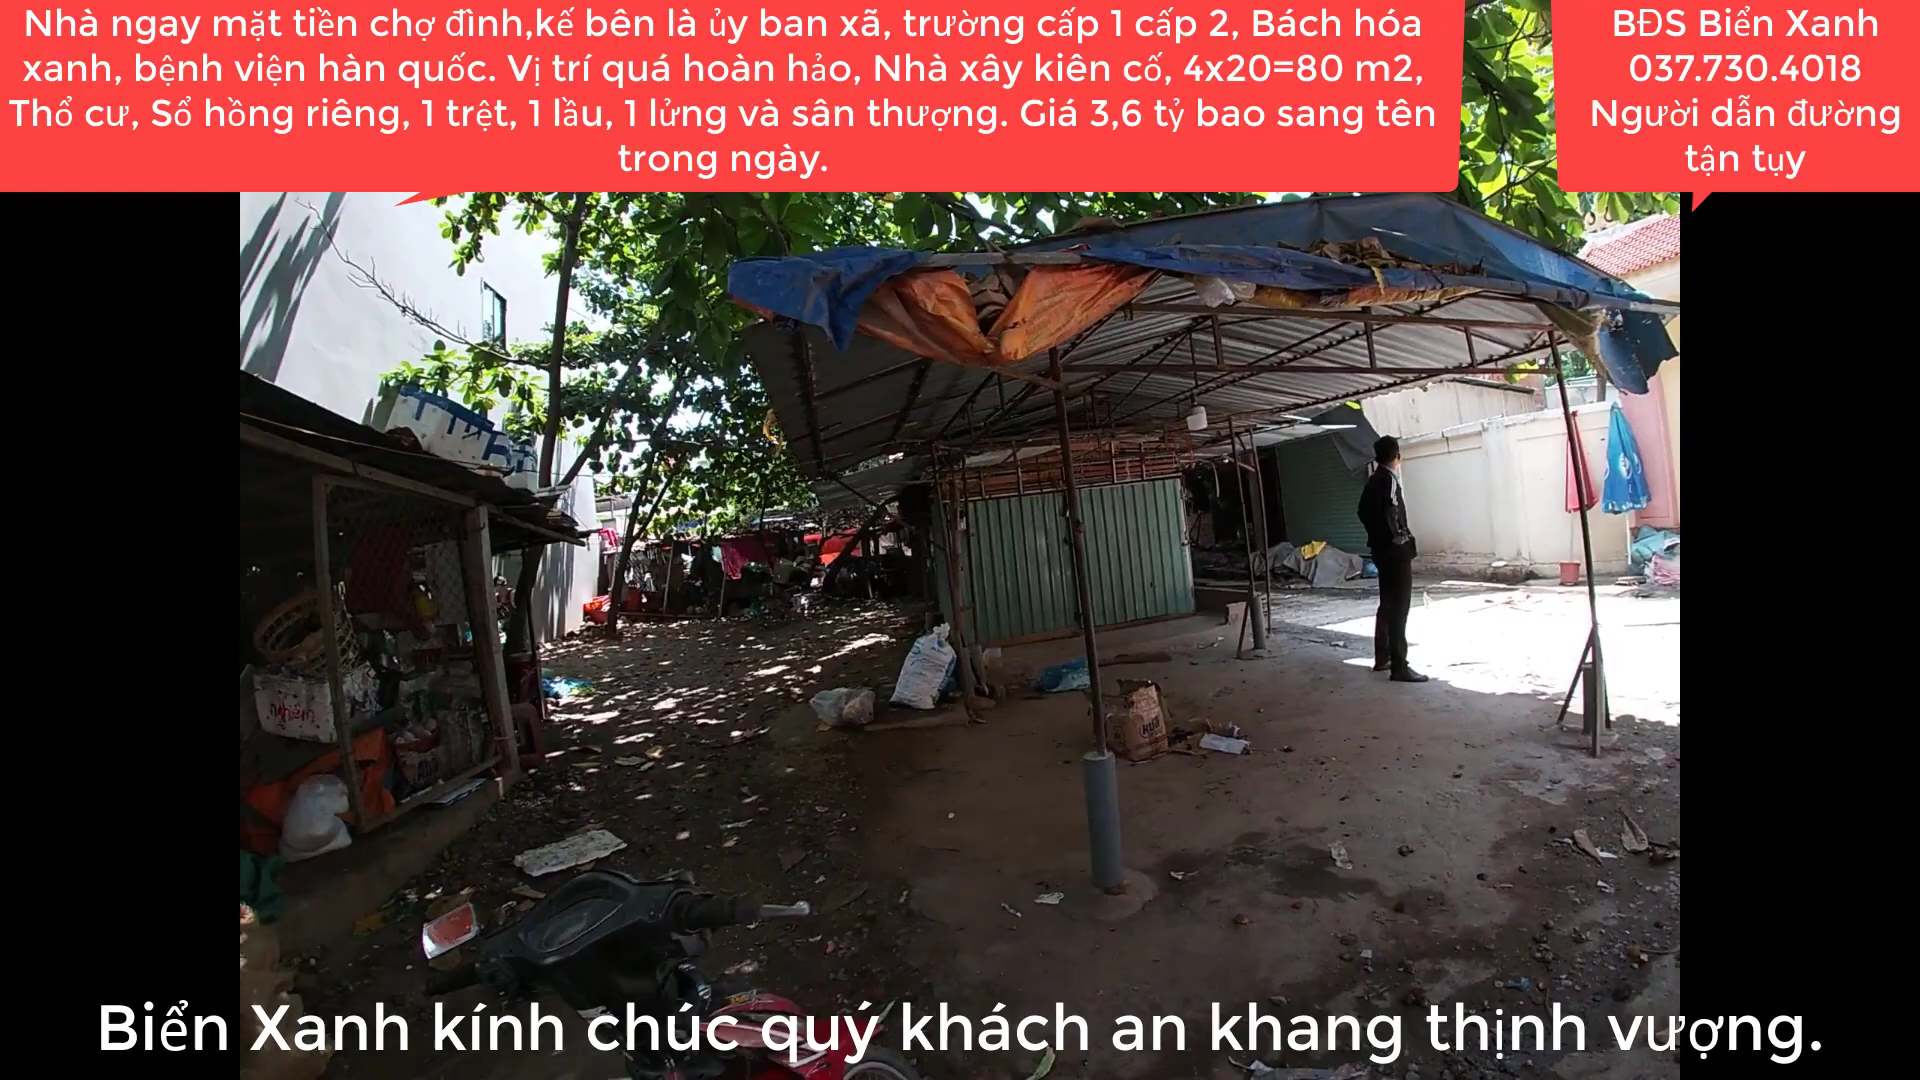 Nhà ngay mặt tiền chợ đình,kế bên là ủy ban xã, trường cấp 1 cấp 2, Bách hóa
xanh, bệnh viện hàn quốc. Vị trí quá hoàn hảo, Nhà xây kiên cố, 4x20=80 m2,
Thổ cư, Sổ hồng riêng, 1 trệt, 1 lầu, 1 lửng và sân thượng. Giá 3,6 tỷ bao sang tên
trong ngày.
BĐS Biển Xanh
037.730.4018
Người dẫn đường
tận tụy
Biển Xanh kính chúc quý khách an khang thịnh vượng.